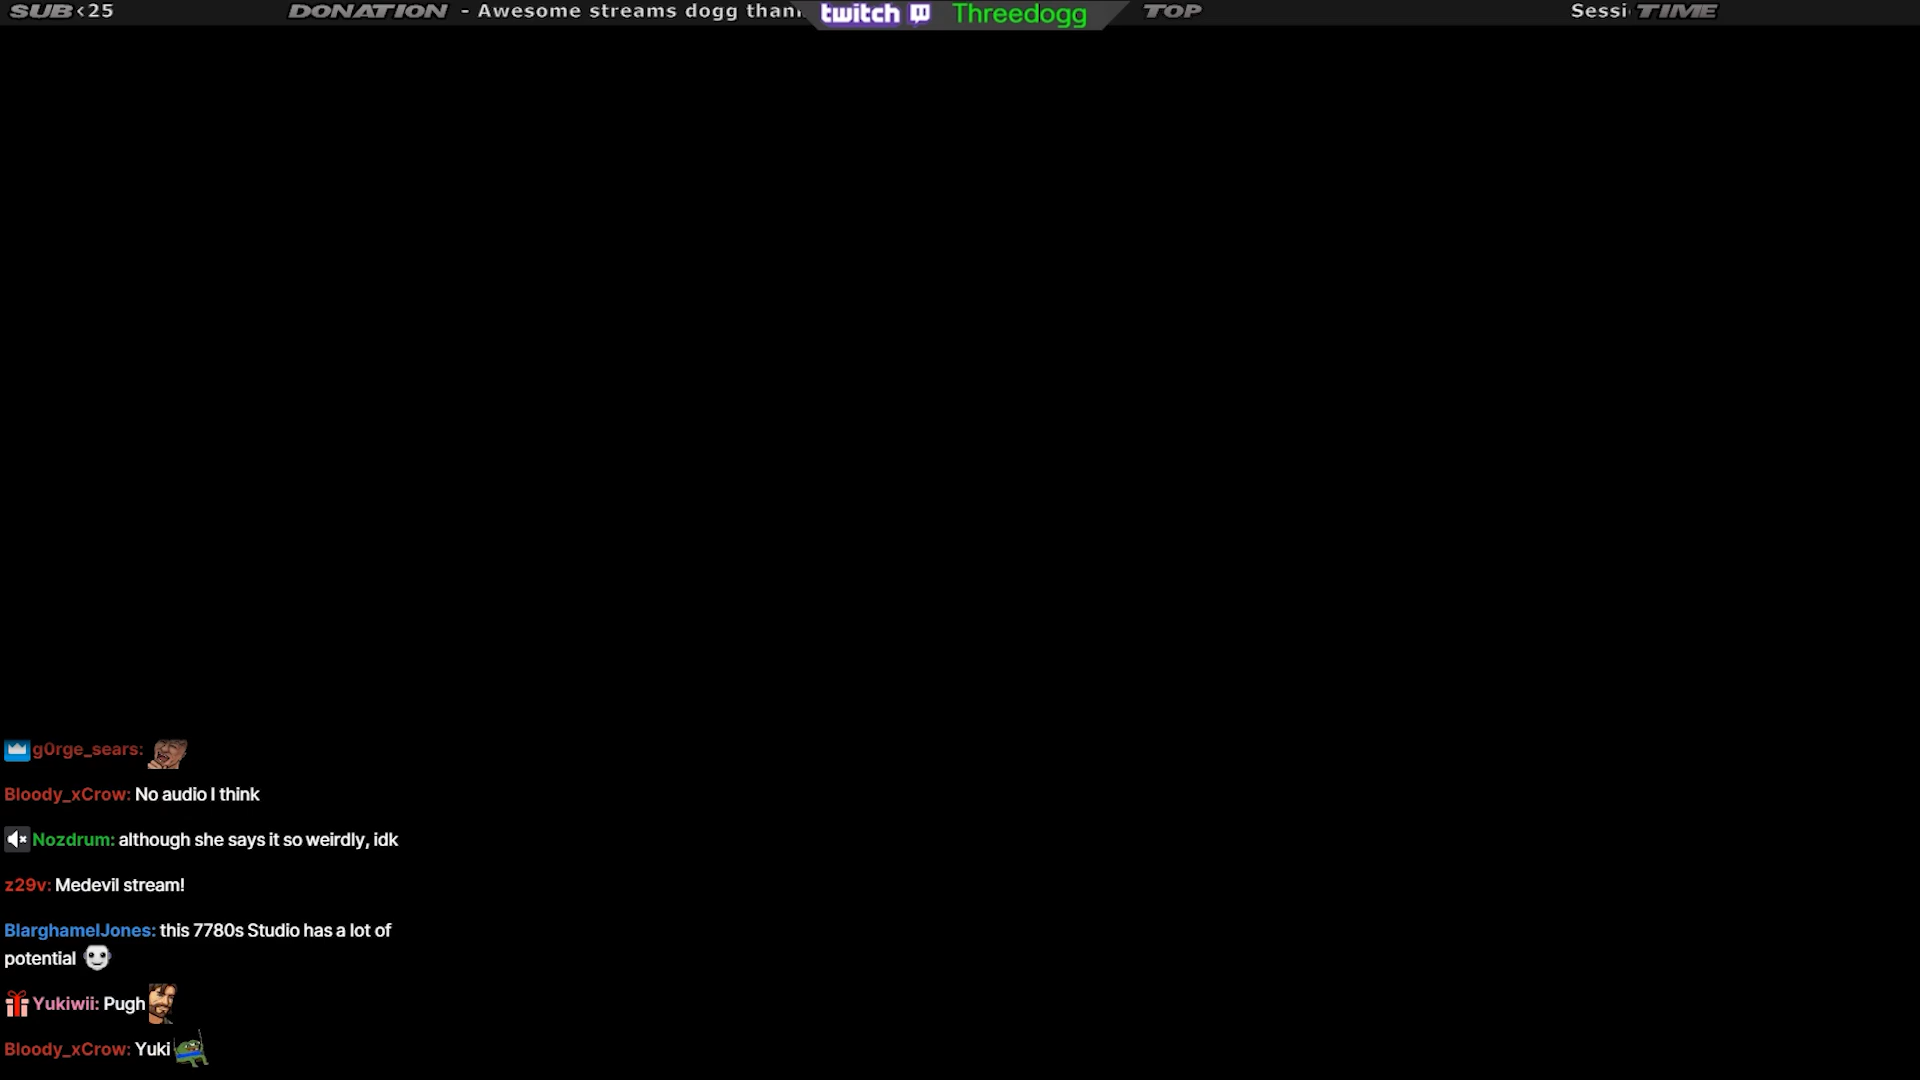 SUB <25 DONATION - Awesome streams dogg than twitch Threedogg TOP Sessi TIME
g0rge_sears:
Bloody_xCrow: No audio I think
Nozdrum: although she says it so weirdly, idk
z29v: Medevil stream!
BlarghamelJones: this 7780s Studio has a lot of
potential
Yukiwii: Pugh
Bloody_xCrow: Yuki